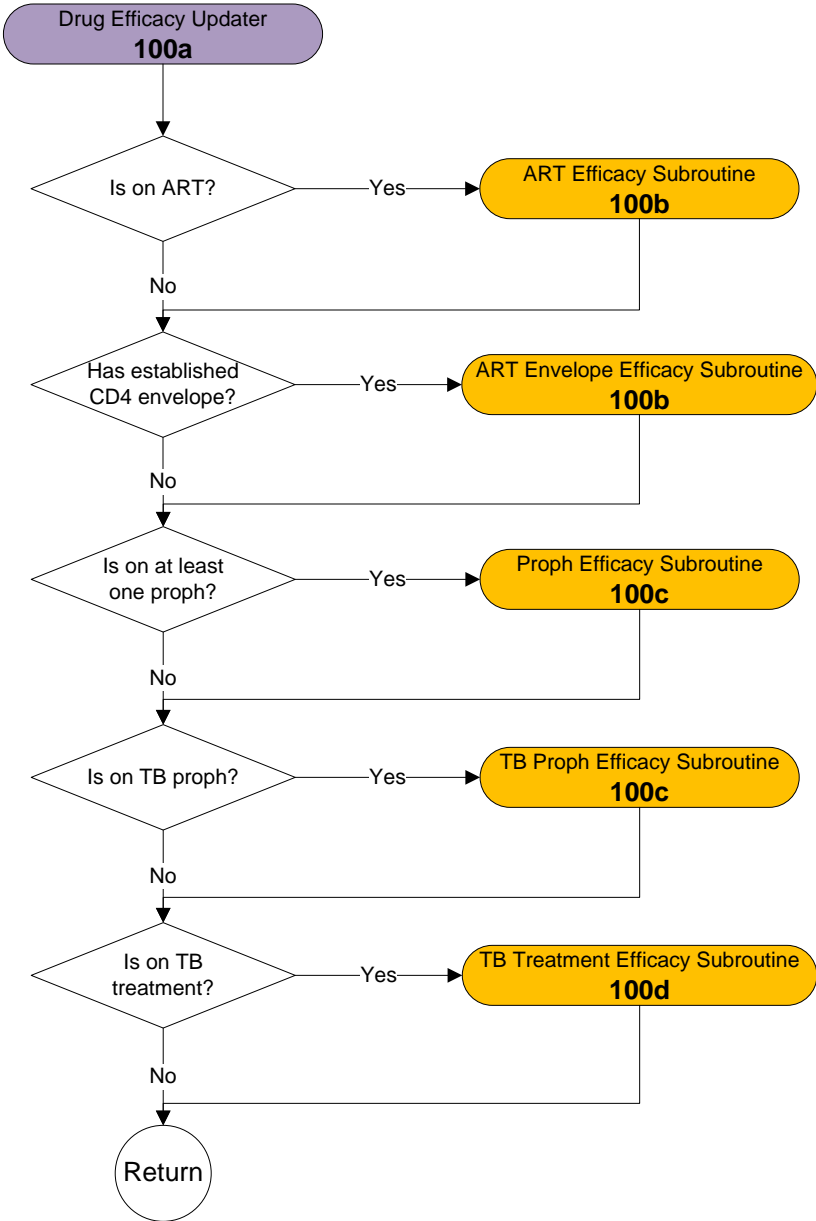 Drug Efficacy Updater
100a
Is on ART?
Yes
ART Efficacy Subroutine
100b
No
Has established
CD4 envelope?
Yes
ART Envelope Efficacy Subroutine
100b
No
Is on at least
one proph?
Yes
Proph Efficacy Subroutine
100c
No
Is on TB proph?
Yes
TB Proph Efficacy Subroutine
100c
No
Is on TB
treatment?
Yes
TB Treatment Efficacy Subroutine
100d
No
Return